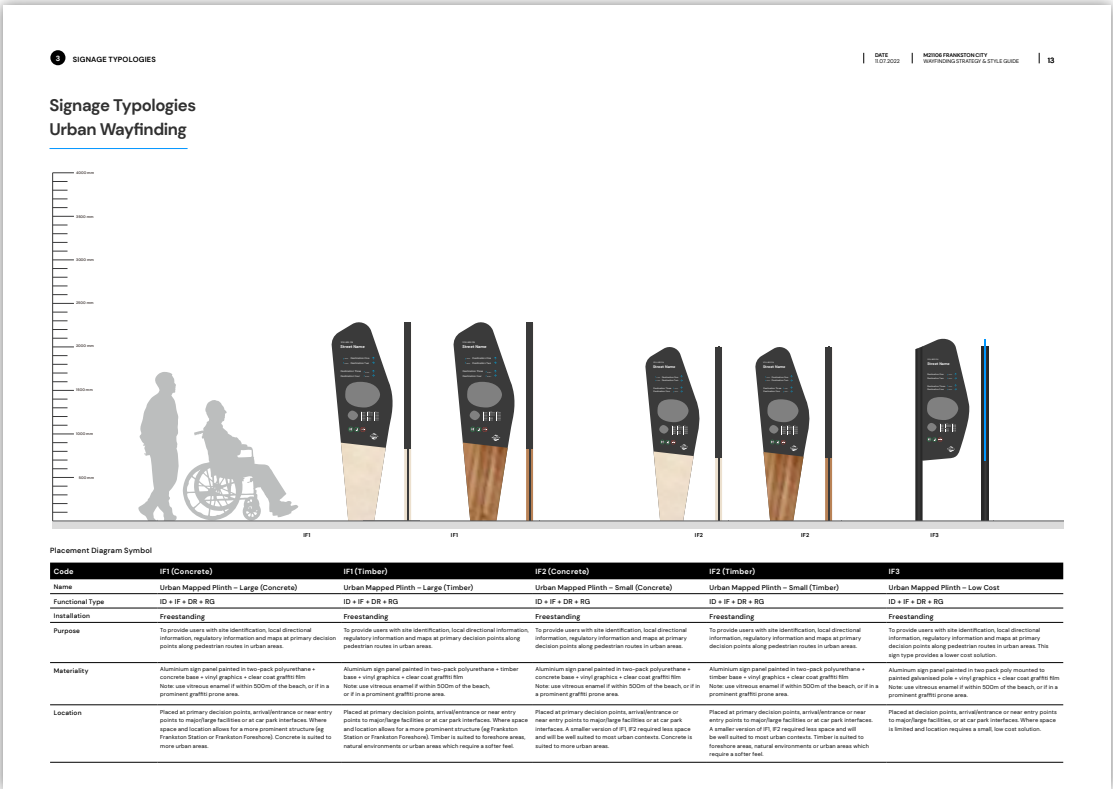 3 SIGNAGE TYPOLOGIES
DATE
11.07.2022
M21106 FRANKSTON CITY
WAYFINDING STRATEGY & STYLE GUIDE
13
Signage Typologies
Urban Wayfinding
4000 mm
3500 mm
3000 mm
2500 mm
2000 mm
1500 mm
1000 mm
500 mm
Street Name
Street Name
Street Name
Street Name
Street Name
IF1 IF1 IF2 IF2 IF3
Placement Diagram Symbol
Code IF1 (Concrete) IF1 (Timber) IF2 (Concrete) IF2 (Timber) IF3
Name Urban Mapped Plinth – Large (Concrete) Urban Mapped Plinth – Large (Timber) Urban Mapped Plinth – Small (Concrete) Urban Mapped Plinth – Small (Timber) Urban Mapped Plinth – Low Cost
Functional Type ID + IF + DR + RG ID + IF + DR + RG ID + IF + DR + RG ID + IF + DR + RG ID + IF + DR + RG
Installation Freestanding Freestanding Freestanding Freestanding Freestanding
Purpose
To provide users with site identification, local directional
information, regulatory information and maps at primary decision
points along pedestrian routes in urban areas.
To provide users with site identification, local directional information,
regulatory information and maps at primary decision points along
pedestrian routes in urban areas.
To provide users with site identification, local directional
information, regulatory information and maps at primary
decision points along pedestrian routes in urban areas.
To provide users with site identification, local directional
information, regulatory information and maps at primary
decision points along pedestrian routes in urban areas.
To provide users with site identification, local directional
information, regulatory information and maps at primary
decision points along pedestrian routes in urban areas. This
sign type provides a lower cost solution.
Materiality
Aluminium sign panel painted in two-pack polyurethane +
concrete base + vinyl graphics + clear coat graffiti film
Note: use vitreous enamel if within 500m of the beach, or if in a
prominent graffiti prone area.
Aluminium sign panel painted in two-pack polyurethane + timber
base + vinyl graphics + clear coat graffiti film
Note: use vitreous enamel if within 500m of the beach,
or if in a prominent graffiti prone area.
Aluminium sign panel painted in two-pack polyurethane +
concrete base + vinyl graphics + clear coat graffiti film
Note: use vitreous enamel if within 500m of the beach, or if in
a prominent graffiti prone area.
Aluminium sign panel painted in two-pack polyurethane +
timber base + vinyl graphics + clear coat graffiti film
Note: use vitreous enamel if within 500m of the beach, or if in a
prominent graffiti prone area.
Aluminium sign panel painted in two pack poly mounted to
painted galvanised pole + vinyl graphics + clear coat graffiti film
Note: use vitreous enamel if within 500m of the beach, or if in
a prominent graffiti prone area.
Location
Placed at primary decision points, arrival/entrance or near entry
points to major/large facilities or at car park interfaces. Where
space and location allows for a more prominent structure (eg
Frankston Station or Frankston Foreshore). Concrete is suited to
more urban areas.
Placed at primary decision points, arrival/entrance or near entry
points to major/large facilities or at car park interfaces. Where space
and location allows for a more prominent structure (eg Frankston
Station or Frankston Foreshore). Timber is suited to foreshore areas,
natural environments or urban areas which require a softer feel.
Placed at primary decision points, arrival/entrance or
near entry points to major/large facilities or at car park
interfaces. A smaller version of IF1, IF2 required less space
and will be well suited to most urban contexts. Concrete is
suited to more urban areas.
Placed at primary decision points, arrival/entrance or near
entry points to major/large facilities or at car park interfaces.
A smaller version of IF1, IF2 required less space and will
be well suited to most urban contexts. Timber is suited to
foreshore areas, natural environments or urban areas which
require a softer feel.
Placed at decision points, arrival/entrance or near entry points
to major/large facilities or at car park interfaces. Where space
is limited and location requires a small, low cost solution.